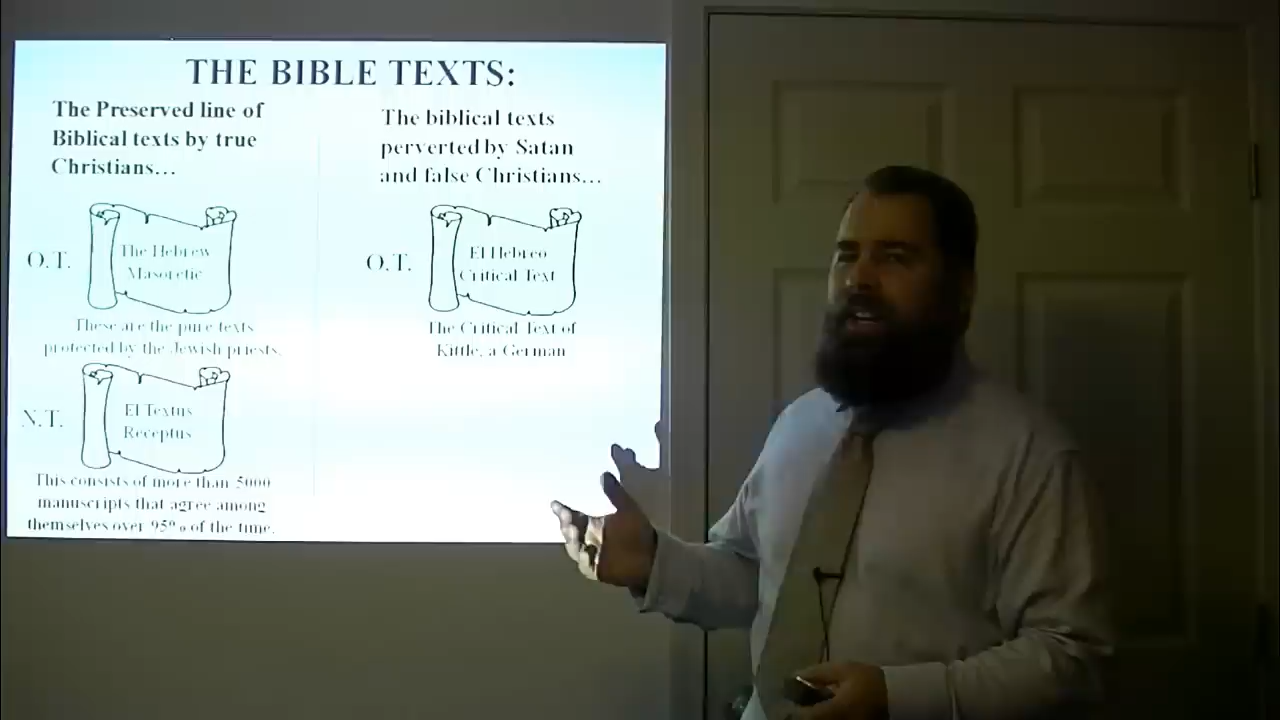 THE BIBLE TEXTS:
The Preserved line of
Biblical texts by true
Christians...
O.T.
The Hebrew
Masoretic
These are the pure texts
protected by the Jewish priests.
N.T.
El Textus
Receptus
This consists of more than 5000
manuscripts that agree among
themselves over 95% of the time.
The biblical texts
perverted by Satan
and false Christians...
O.T.
El Hebreo
Critical Text
The Critical Text of
Kittle, a German